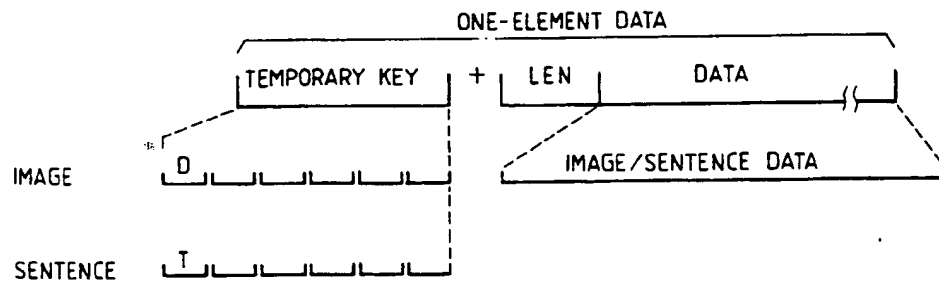 ONE-ELEMENT DATA
TEMPORARY KEY + LEN DATA
IMAGE D IMAGE/SENTENCE DATA
SENTENCE T